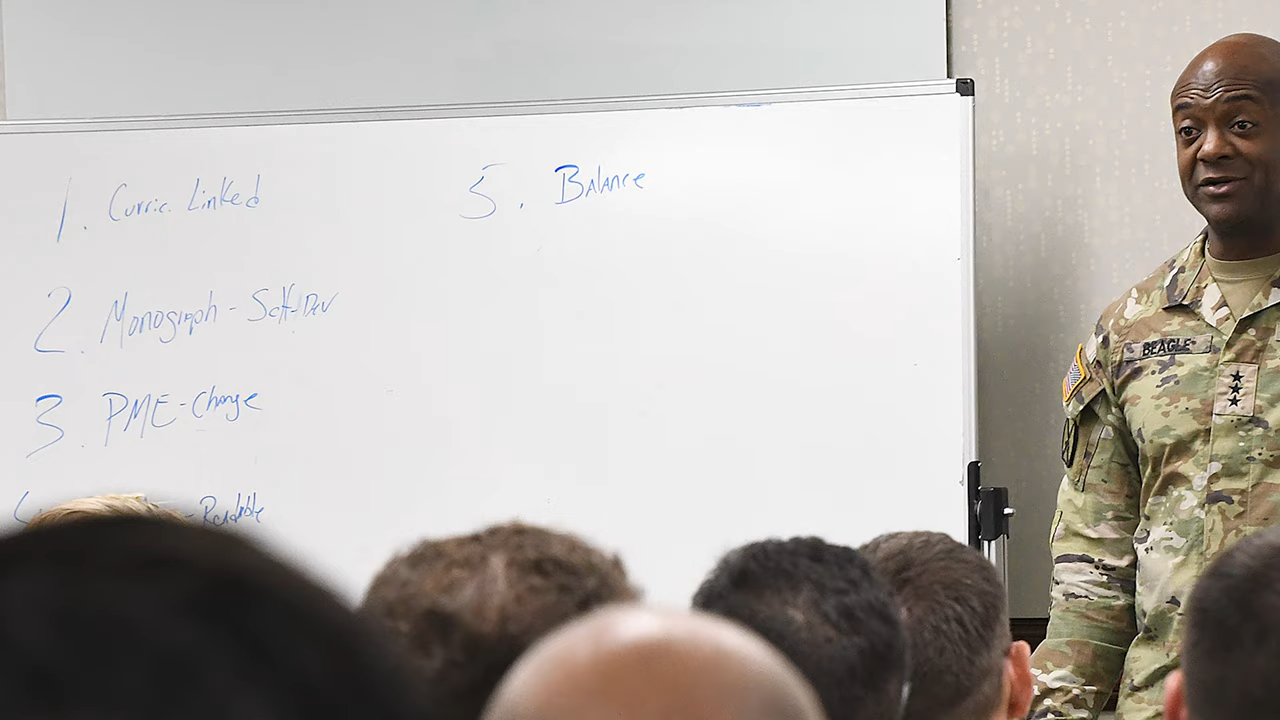 1. Curric. Linked
2. Monograph - Self-Dev
3. PME-Change
- Readable
5. Balance
BEAGLE